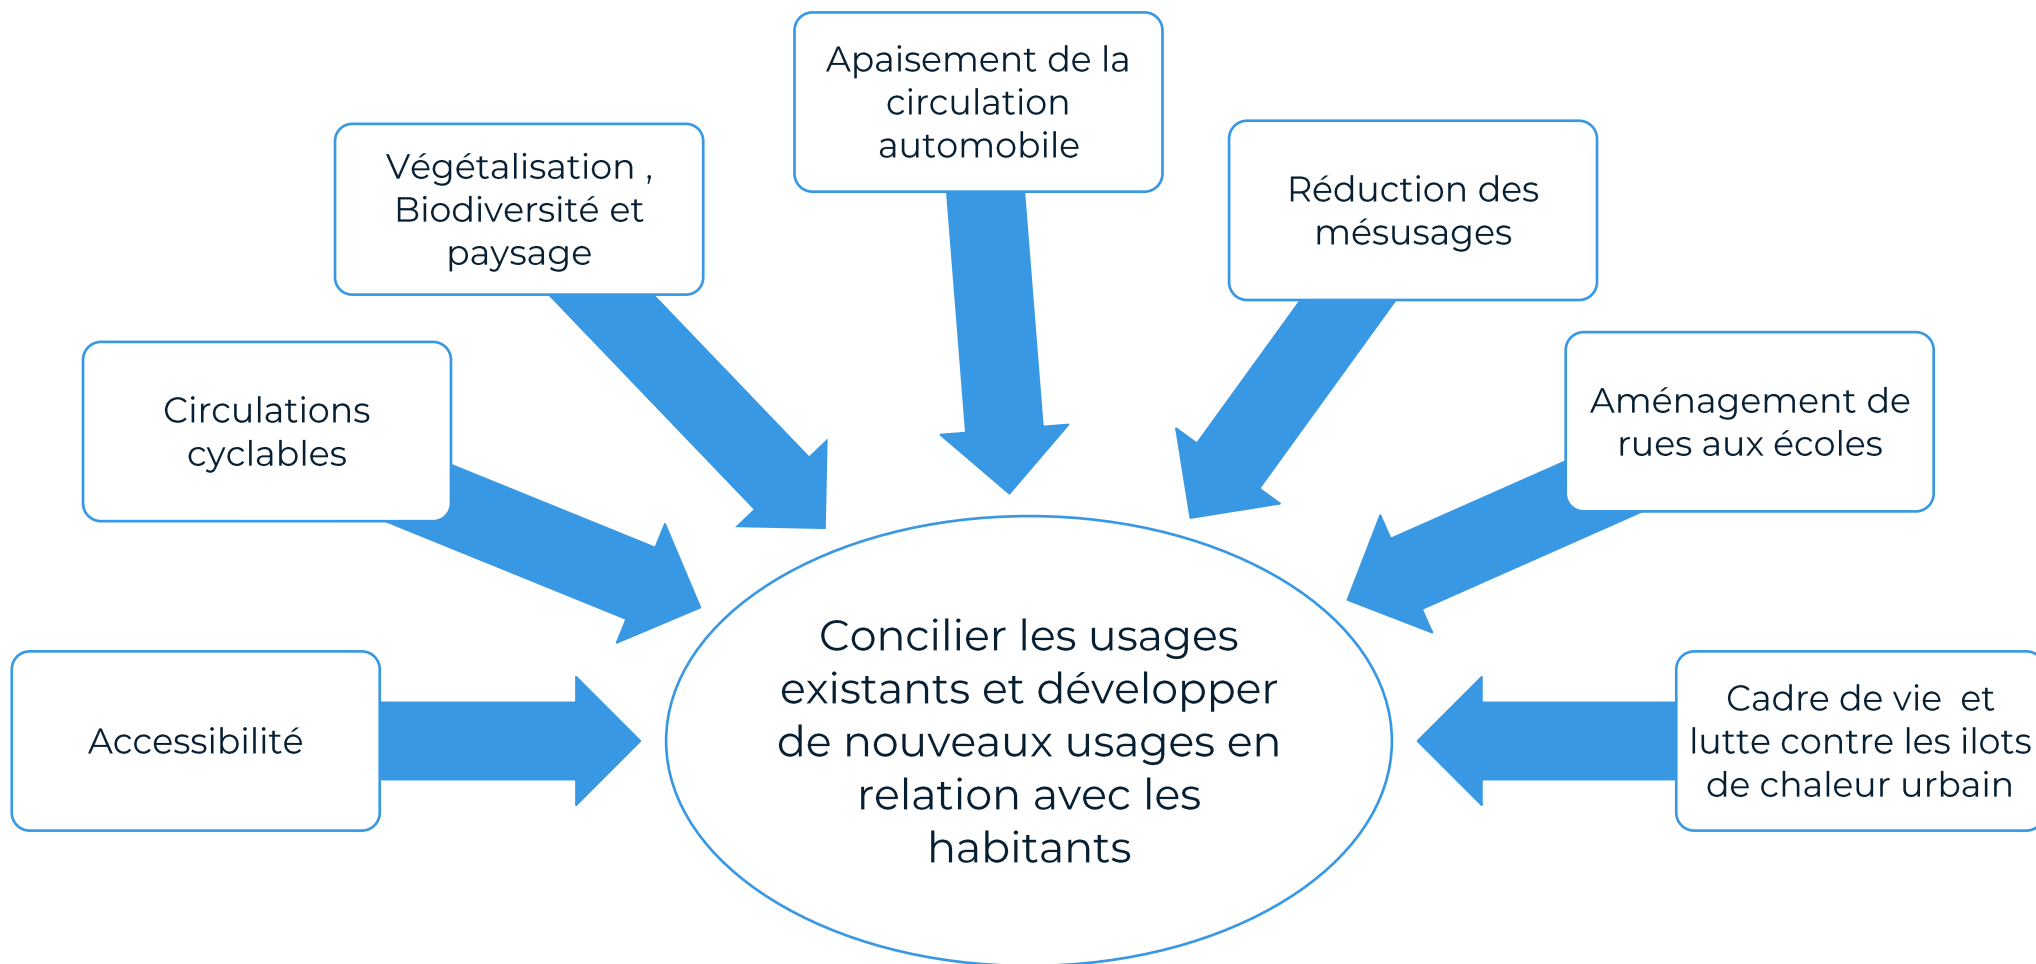 Apaisement de la
circulation
automobile
Végétalisation ,
Biodiversité et
paysage
Réduction des
mésusages
Circulations
cyclables
Aménagement de
rues aux écoles
Accessibilité
Concilier les usages
existants et développer
de nouveaux usages en
relation avec les
habitants
Cadre de vie  et
lutte contre les ilots
de chaleur urbain